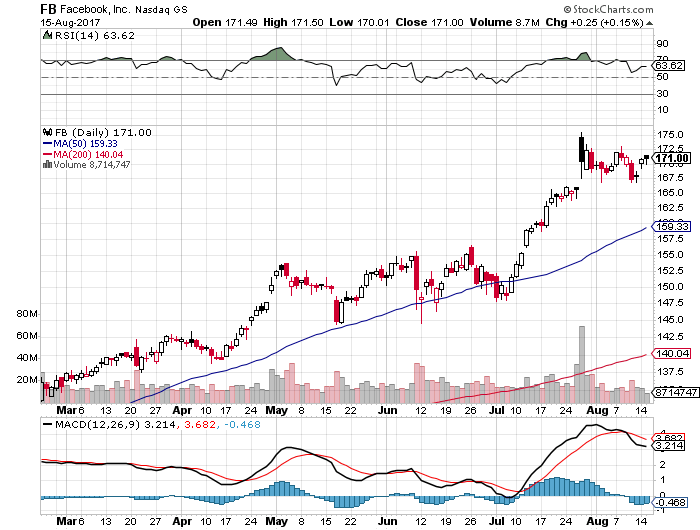 FB Facebook, Inc. Nasdaq GS © StockCharts.com
15-Aug-2017 Open 171.49 High 171.50 Low 170.01 Close 171.00 Volume 8.7M Chg +0.25 (+0.15%)
RSI(14) 63.62
90
70
63.62
50
30
10
FB (Daily) 171.00
MA(50) 159.33
MA(200) 140.04
Volume 8,714,747
175.0
172.5
171.00
167.5
165.0
162.5
159.33
157.5
155.0
152.5
150.0
147.5
80M 145.0
60M 142.5
140.04
40M 137.5
20M
8714747
Mar 6 13 20 27 Apr 10 17 24 May 8 15 22 Jun 12 19 26 Jul 10 17 24 Aug 7 14
MACD(12,26,9) 3.214, 3.682, -0.468
3.682
3.214
2
1
-0.468
Mar 6 13 20 27 Apr 10 17 24 May 8 15 22 Jun 12 19 26 Jul 10 17 24 Aug 7 14